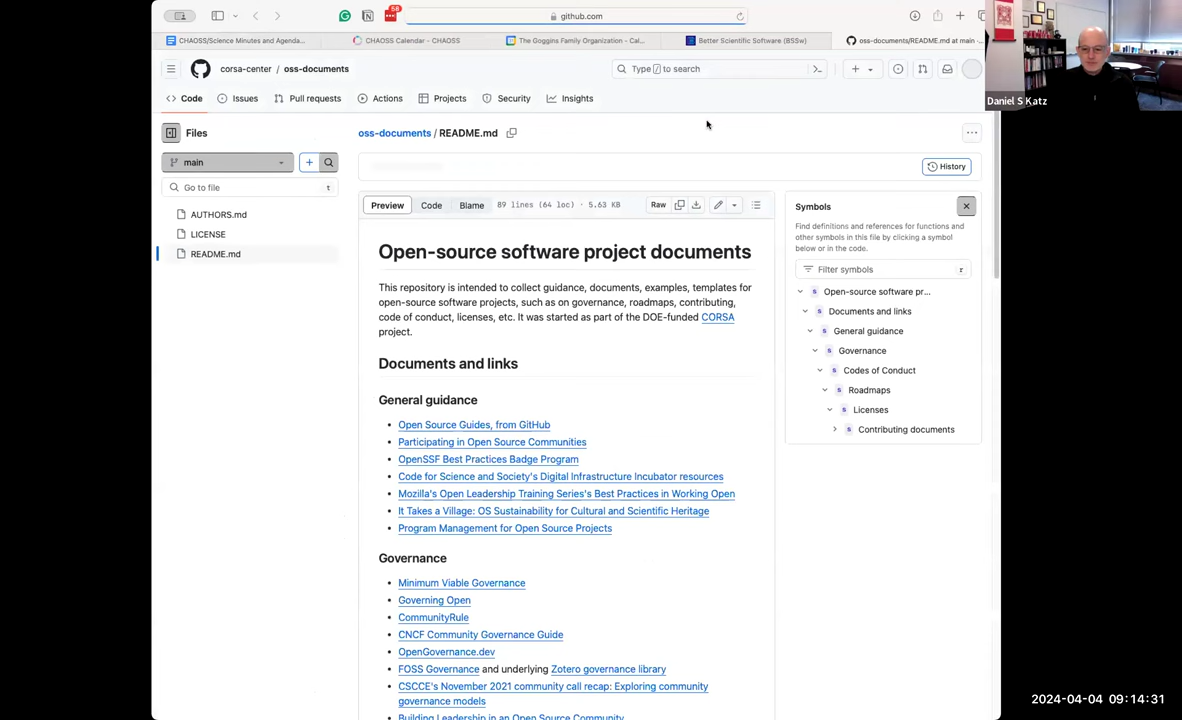 58
github.com
CHAOSS/Science Minutes and Agenda...
CHAOSS Calendar - CHAOSS
The Goggins Family Organization - Cal...
Better Scientific Software (BSSw)
oss-documents/README.md at main ·
corsa-center / oss-documents
Type / to search
Daniel S Katz
Code
Issues
Pull requests
Actions
Projects
Security
Insights
Files
oss-documents / README.md
main
History
Go to file
t
Preview
Code
Blame
89 lines (64 loc) · 5.63 KB
Raw
Symbols
AUTHORS.md
LICENSE
README.md
Find definitions and references for functions and
other symbols in this file by clicking a symbol
below or in the code.
Filter symbols
r
Open-source software pr...
Documents and links
General guidance
Governance
Codes of Conduct
Roadmaps
Licenses
Contributing documents
Open-source software project documents
This repository is intended to collect guidance, documents, examples, templates for
open-source software projects, such as on governance, roadmaps, contributing,
code of conduct, licenses, etc. It was started as part of the DOE-funded CORSA
project.
Documents and links
General guidance
Open Source Guides, from GitHub
Participating in Open Source Communities
OpenSSF Best Practices Badge Program
Code for Science and Society's Digital Infrastructure Incubator resources
Mozilla's Open Leadership Training Series's Best Practices in Working Open
It Takes a Village: OS Sustainability for Cultural and Scientific Heritage
Program Management for Open Source Projects
Governance
Minimum Viable Governance
Governing Open
CommunityRule
CNCF Community Governance Guide
OpenGovernance.dev
FOSS Governance and underlying Zotero governance library
CSCCE's November 2021 community call recap: Exploring community
governance models
Building Leadership in an Open Source Community
2024-04-04 09:14:31